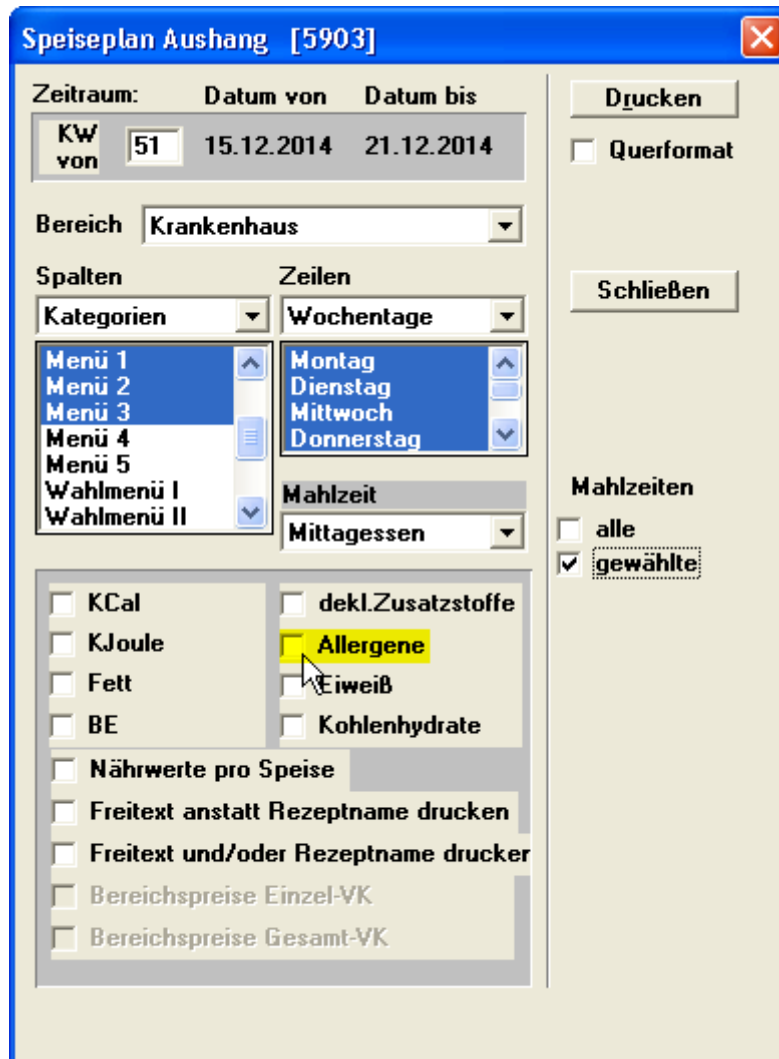 Speiseplan Aushang [5903]
Zeitraum: Datum von Datum bis
KW von 51 15.12.2014 21.12.2014
Drucken
Querformat
Bereich Krankenhaus
Spalten Zeilen
Kategorien Wochentage
Schließen
Menü 1
Menü 2
Menü 3
Menü 4
Menü 5
Wahlmenü I
Wahlmenü II
Montag
Dienstag
Mittwoch
Donnerstag
Mahlzeit
Mittagessen
Mahlzeiten
alle
gewählte
KCal dekl.Zusatzstoffe
KJoule Allergene
Fett Eiweiß
BE Kohlenhydrate
Nährwerte pro Speise
Freitext anstatt Rezeptname drucken
Freitext und/oder Rezeptname drucker
Bereichspreise Einzel-VK
Bereichspreise Gesamt-VK